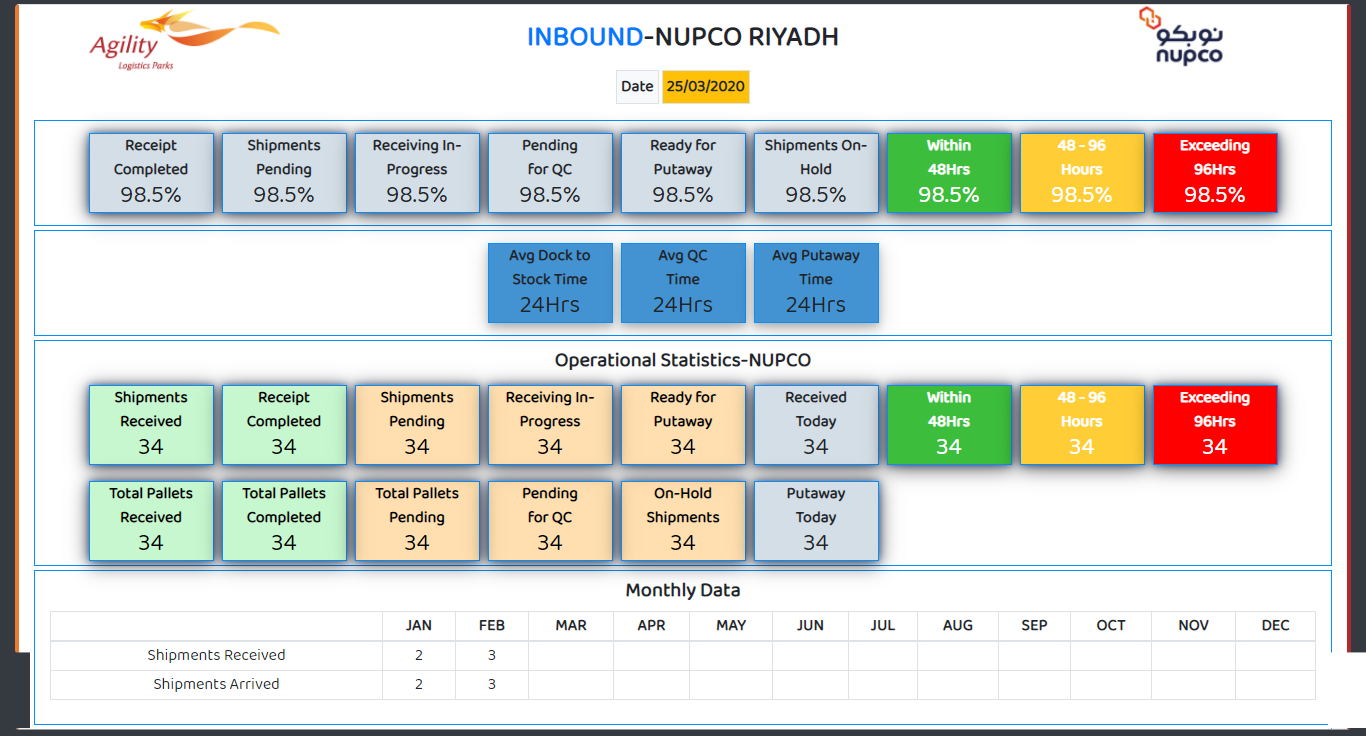 Agility
Logistics Parks
INBOUND-NUPCO RIYADH
نوبكو
nupco
Date 25/03/2020
Receipt Completed 98.5%
Shipments Pending 98.5%
Receiving In-Progress 98.5%
Pending for QC 98.5%
Ready for Putaway 98.5%
Shipments On-Hold 98.5%
Within 48Hrs 98.5%
48 - 96 Hours 98.5%
Exceeding 96Hrs 98.5%
Avg Dock to Stock Time 24Hrs
Avg QC Time 24Hrs
Avg Putaway Time 24Hrs
Operational Statistics-NUPCO
Shipments Received 34
Receipt Completed 34
Shipments Pending 34
Receiving In-Progress 34
Ready for Putaway 34
Received Today 34
Within 48Hrs 34
48 - 96 Hours 34
Exceeding 96Hrs 34
Total Pallets Received 34
Total Pallets Completed 34
Total Pallets Pending 34
Pending for QC 34
On-Hold Shipments 34
Putaway Today 34
Monthly Data
JAN FEB MAR APR MAY JUN JUL AUG SEP OCT NOV DEC
Shipments Received 2 3
Shipments Arrived 2 3